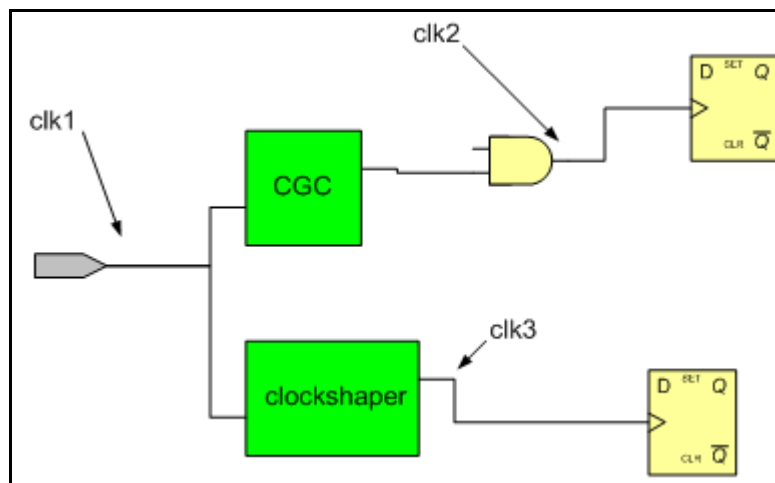 clk2
clk1
D SET Q
CLR Q
CGC
clk3
clockshaper
D SET Q
CLR Q